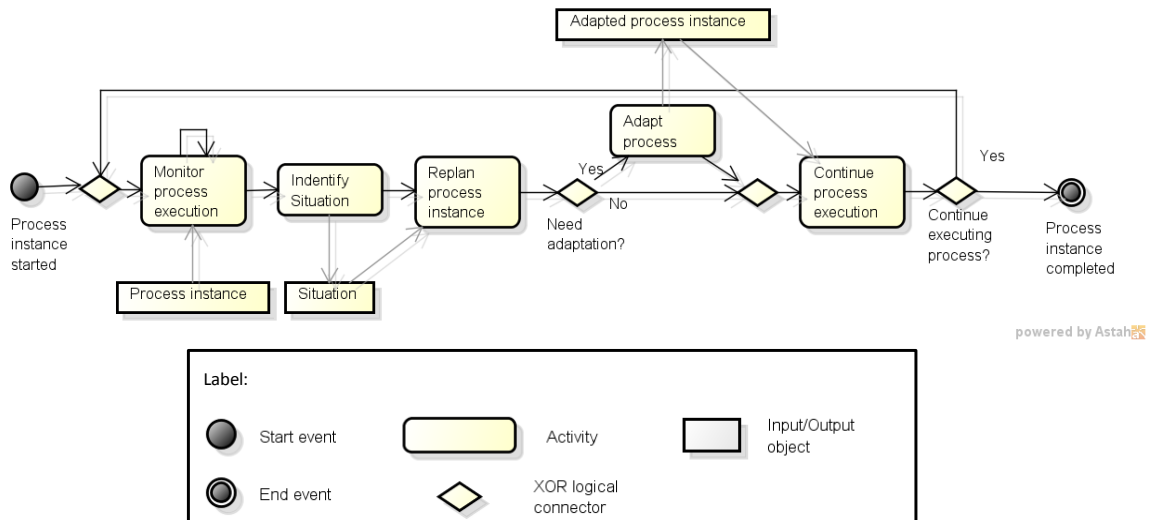 Adapted process instance
Adapt
process
Yes
Yes
Monitor
process
execution
Indentify
Situation
Replan
process
instance
Continue
process
execution
No
Process
instance
started
Need
adaptation?
Continue
executing
process?
Process
instance
completed
Process instance
Situation
powered by Astah
Label:
Start event
Activity
Input/Output
object
End event
XOR logical
connector